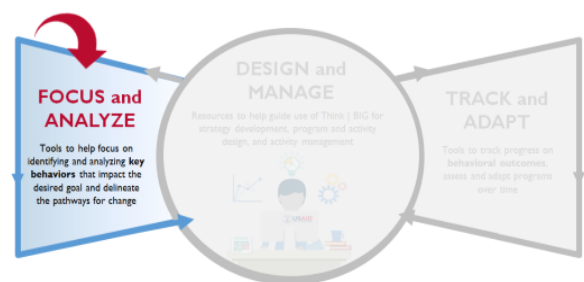 FOCUS and
ANALYZE
Tools to help focus on
identifying and analyzing key
behaviors that impact the
desired goal and delineate
the pathways for change
DESIGN and
MANAGE
Resources to help guide use of Think | BIG for
strategy development, program and activity
design, and activity management
USAID
TRACK and
ADAPT
Tools to track progress on
behavioral outcomes,
assess and adapt programs
over time